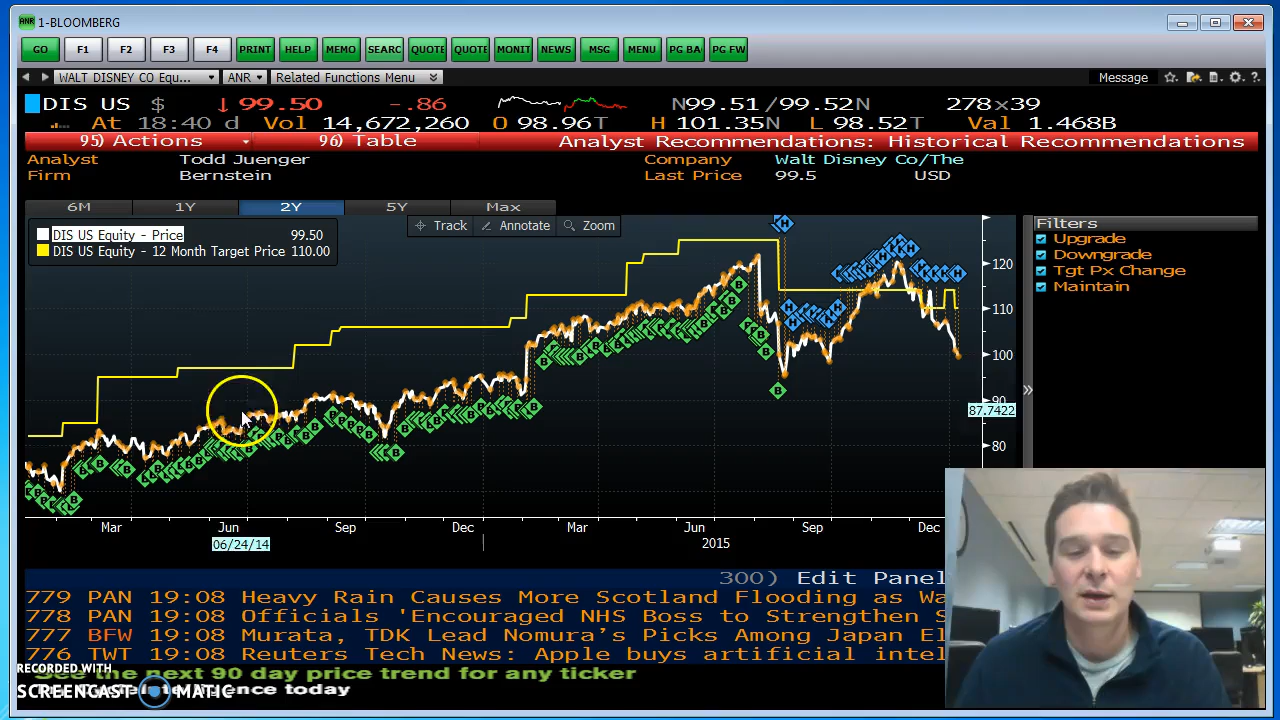 ANR 1-BLOOMBERG
GO F1 F2 F3 F4 PRINT HELP MEMO SEARC QUOTE QUOTE MONIT NEWS MSG MENU PG BA PG FW
WALT DISNEY CO Equ... ANR Related Functions Menu Message
DIS US $ ↓99.50 -.86 N99.51/99.52N 278x39
At 18:40 d Vol 14,672,260 O 98.96T H 101.35N L 98.52T Val 1.468B
95) Actions 96) Table Analyst Recommendations: Historical Recommendations
Analyst Todd Juenger Company Walt Disney Co/The
Firm Bernstein Last Price 99.5 USD
6M 1Y 2Y 5Y Max
Track Annotate Zoom
DIS US Equity - Price 99.50
DIS US Equity - 12 Month Target Price 110.00
Filters
Upgrade
Downgrade
Tgt Px Change
Maintain
120
110
100
90
87.7422
80
Mar Jun Sep Dec Mar Jun Sep Dec
06/24/14 2015
300) Edit Pane
779 PAN 19:08 Heavy Rain Causes More Scotland Flooding as
778 PAN 19:08 Officials 'Encouraged NHS Boss to Strengthen
777 BFW 19:08 Murata, TDK Lead Nomura's Picks Among Japan
776 TWT 19:08 Reuters Tech News: Apple buys artificial
See the next 90 day price trend for any ticker
today
RECORDED WITH
SCREENCAST-O-MATIC